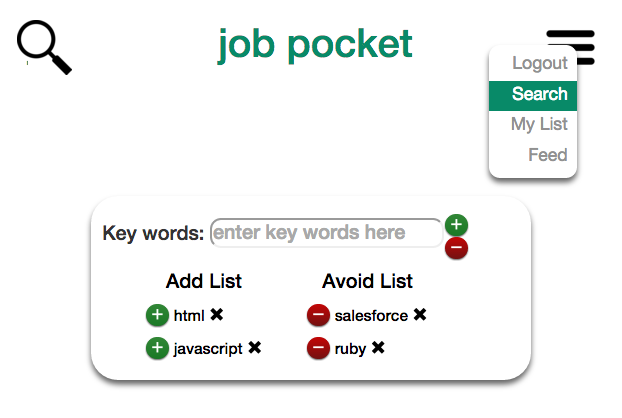 job pocket
Logout
Search
My List
Feed
Key words: enter key words here
Add List
Avoid List
html
salesforce
javascript
ruby